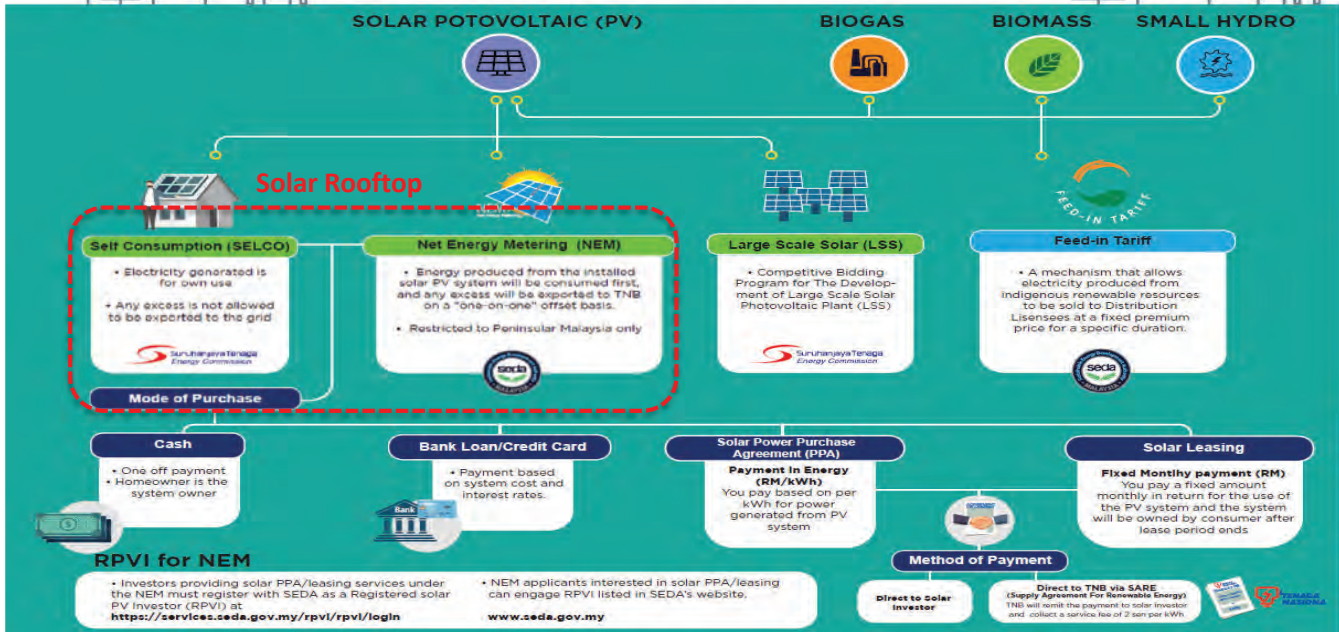 SOLAR POTOVOLTAIC (PV)
BIOGAS
BIOMASS
SMALL HYDRO
Solar Rooftop
FEED-IN TARIFF
Self Consumption (SELCO)
• Electricity generated is
for own use
• Any excess is not allowed
to be exported to the grid
Suruhanjaya Tenaga
Energy Commission
Net Energy Metering (NEM)
• Energy produced from the installed
solar PV system will be consumed first,
and any excess will be exported to TNB
on a "one-on-one" offset basis.
• Restricted to Peninsular Malaysia only
seda
MALAYSIA
Large Scale Solar (LSS)
• Competitive Bidding
Program for The Develop-
ment of Large Scale Solar
Photovoltaic Plant (LSS)
Suruhanjaya Tenaga
Energy Commission
Feed-in Tariff
• A mechanism that allows
electricity produced from
indigenous renewable resources
to be sold to Distribution
Lisensees at a fixed premium
price for a specific duration.
seda
MALAYSIA
Mode of Purchase
Cash
• One off payment
• Homeowner is the
system owner
Bank Loan/Credit Card
• Payment based
on system cost and
interest rates.
Bank
Solar Power Purchase
Agreement (PPA)
Payment in Energy
(RM/kWh)
You pay based on per
kWh for power
generated from PV
system
Solar Leasing
Fixed Montlhy payment (RM)
You pay a fixed amount
monthly in return for the use of
the PV system and the system
will be owned by consumer after
lease period ends
Method of Payment
Direct to Solar
Investor
Direct to TNB via SARE
(Supply Agreement For Renewable Energy)
TNB will remit the payment to solar investor
and collect a service fee of 2 sen per kWh
TENAGA
NASIONAL
RPVI for NEM
• Investors providing solar PPA/leasing services under
the NEM must register with SEDA as a Registered solar
PV Investor (RPVI) at
https://services.seda.gov.my/rpvi/rpvi/login
• NEM applicants interested in solar PPA/leasing
can engage RPVI listed in SEDA's website,
www.seda.gov.my